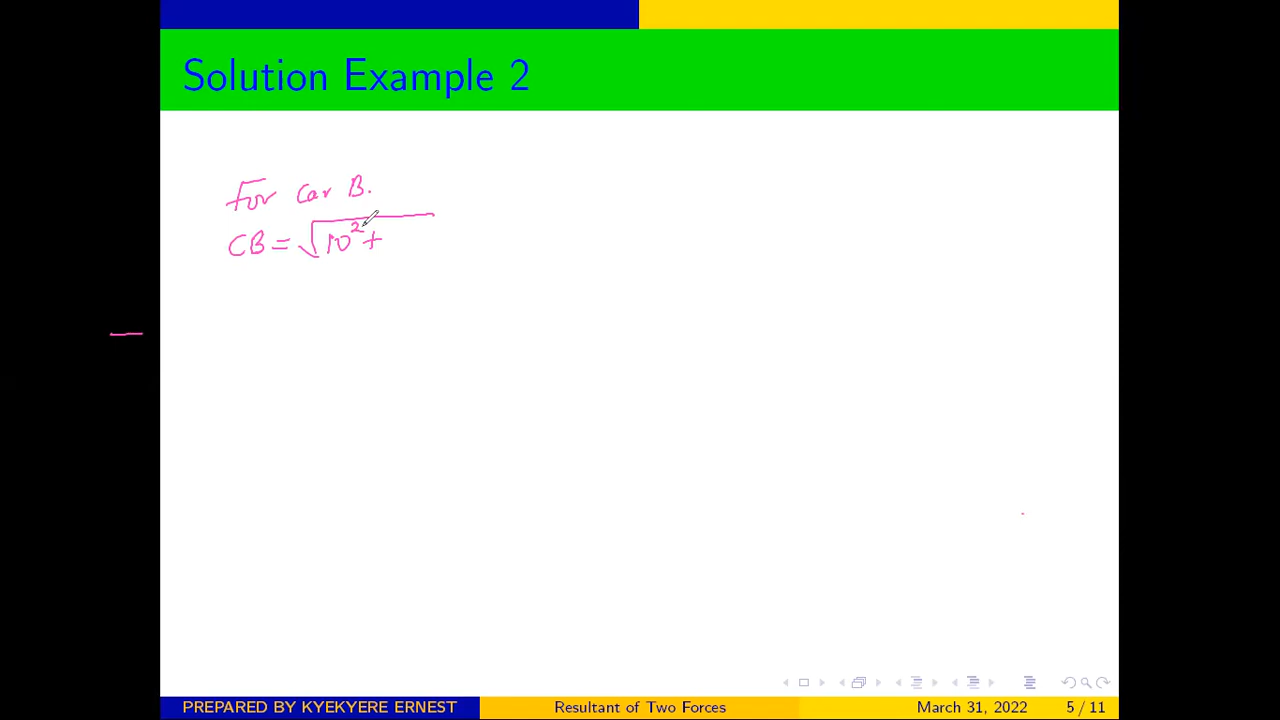 Solution Example 2
For Car B.
CB = √10²+
PREPARED BY KYEKYERE ERNEST Resultant of Two Forces March 31, 2022 5 / 11